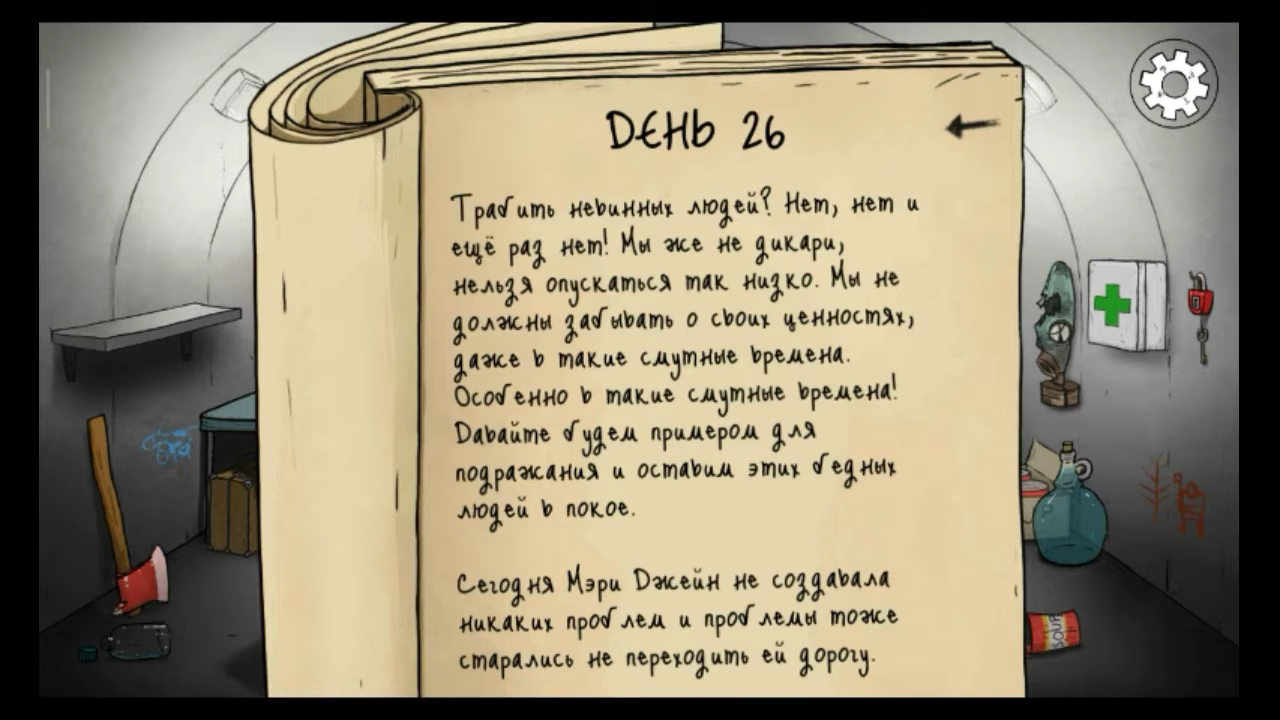 ДЕНЬ 26
Трабить невинных людей? Нет, нет и
ещё раз нет! Мы же не дикари,
нельзя опускаться так низко. Мы не
должны забывать о своих ценностях,
даже в такие смутные времена.
Особенно в такие смутные времена!
Давайте будем примером для
подражания и оставим этих бедных
людей в покое.
Сегодня Мэри Джейн не создавала
никаких проблем и проблемы тоже
старались не переходить ей дорогу.
SOUP